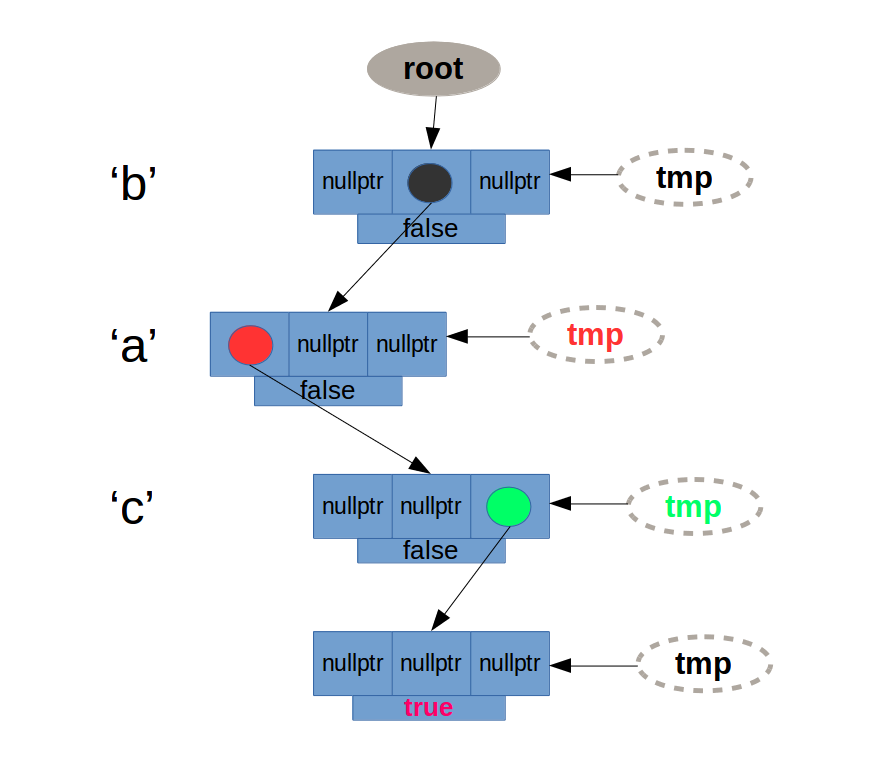 root
‘b’ nullptr nullptr tmp
false
‘a’ nullptr nullptr tmp
false
‘c’ nullptr nullptr tmp
false
nullptr nullptr nullptr tmp
true